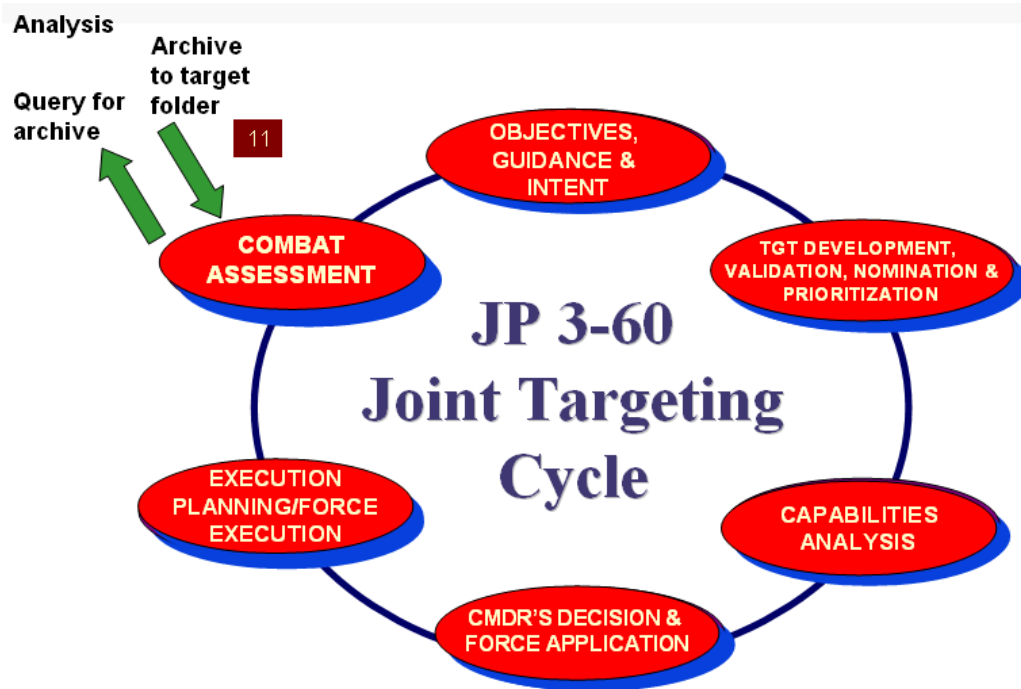 Analysis
Archive
to target
folder
Query for
archive
11
OBJECTIVES,
GUIDANCE &
INTENT
COMBAT
ASSESSMENT
TGT DEVELOPMENT,
VALIDATION, NOMINATION &
PRIORITIZATION
JP 3-60
Joint Targeting
Cycle
EXECUTION
PLANNING/FORCE
EXECUTION
CAPABILITIES
ANALYSIS
CMDR'S DECISION &
FORCE APPLICATION